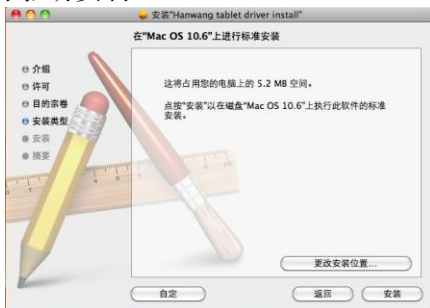 安装“Hanwang tablet driver install”
在“Mac OS 10.6”上进行标准安装
介绍
许可
目的宗卷
安装类型
安装
摘要
这将占用您的电脑上的 5.2 MB 空间。
点按“安装”以在磁盘“Mac OS 10.6”上执行此软件的标准
安装。
更改安装位置...
自定
返回
安装